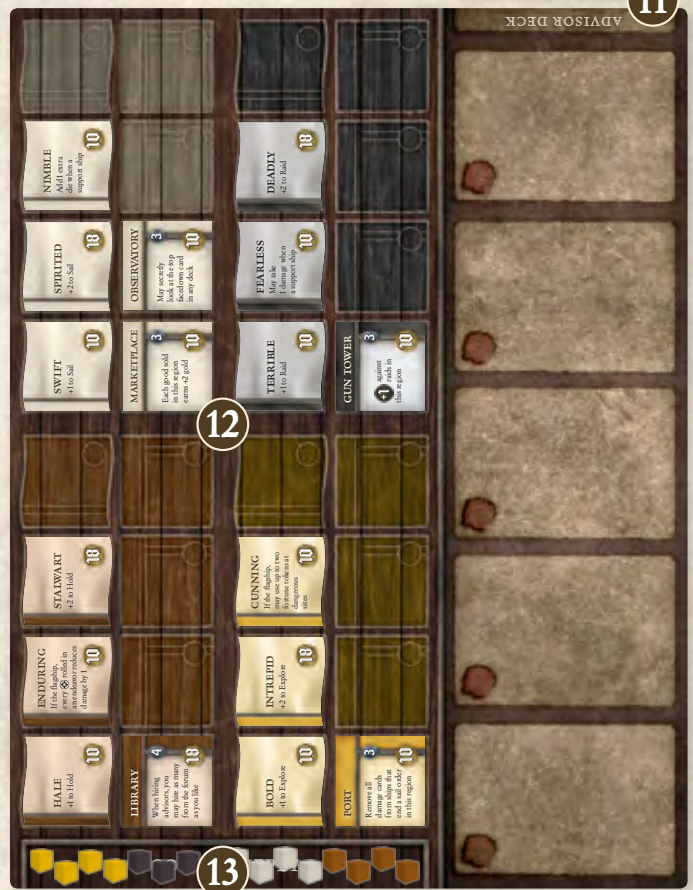 11
ADVISOR DECK
NIMBLE
Add 1 extra
die when a
support ship
10
DEADLY
+2 to Raid
18
SPIRITED
+2 to Sail
18
OBSERVATORY
3
May secretly
look at the top
facedown card
in any deck
10
FEARLESS
May take
1 damage when
a support ship
10
SWIFT
+1 to Sail
10
MARKETPLACE
3
Each good sold
in this region
earns +2 gold
10
TERRIBLE
+1 to Raid
10
GUN TOWER
3
+1 against
raids in
this region
10
12
STALWART
+2 to Hold
18
CUNNING
If the flagship,
may use up to two
fortune tokens at
dangerous
sites
10
ENDURING
If the flagship,
every rolled in
an endeavor reduces
damage by 1
10
INTREPID
+2 to Explore
18
HALE
+1 to Hold
10
LIBRARY
4
When hiring
advisors, you
may hire as many
from the forum
as you like
18
BOLD
+1 to Explore
10
PORT
3
Remove all
damage cards
from ships that
end a sail order
in this region
10
13